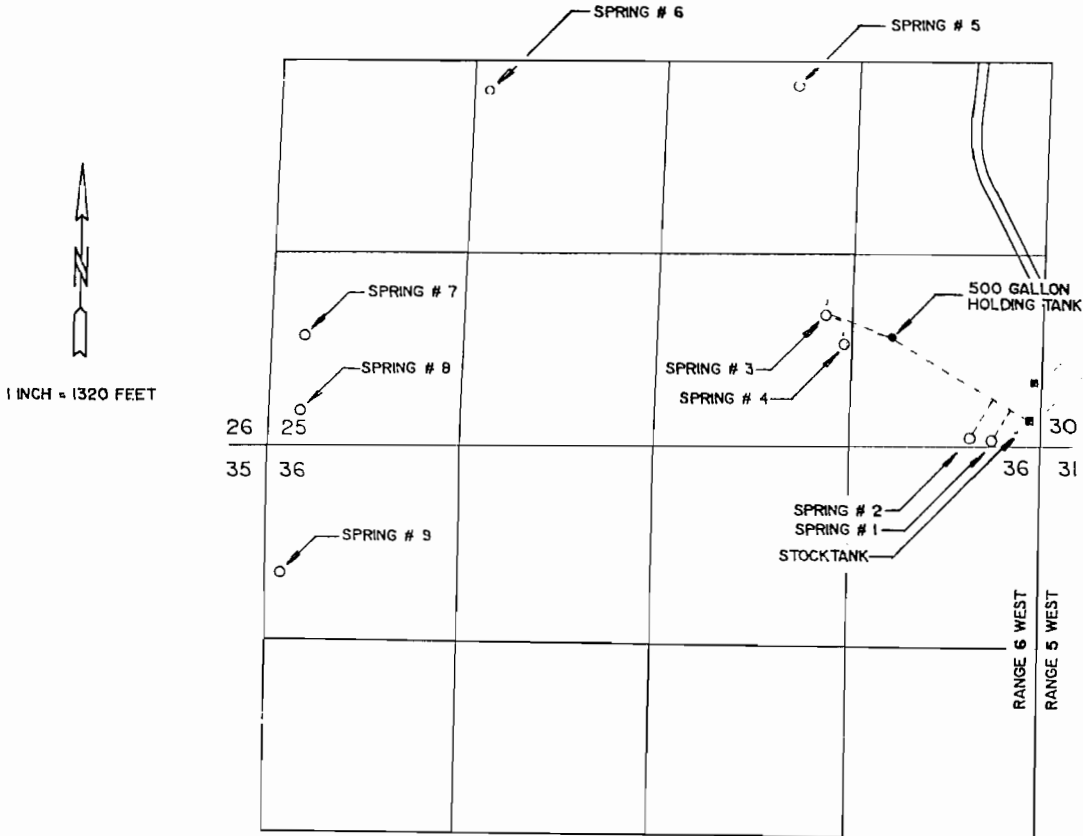 SPRING # 6
SPRING # 5
N
SPRING # 7
500 GALLON
HOLDING TANK
SPRING # 8
SPRING # 3
1 INCH = 1320 FEET
SPRING # 4
26 25
30
35 36
36 31
SPRING # 2
SPRING # 1
STOCKTANK
SPRING # 9
RANGE 6 WEST
RANGE 5 WEST